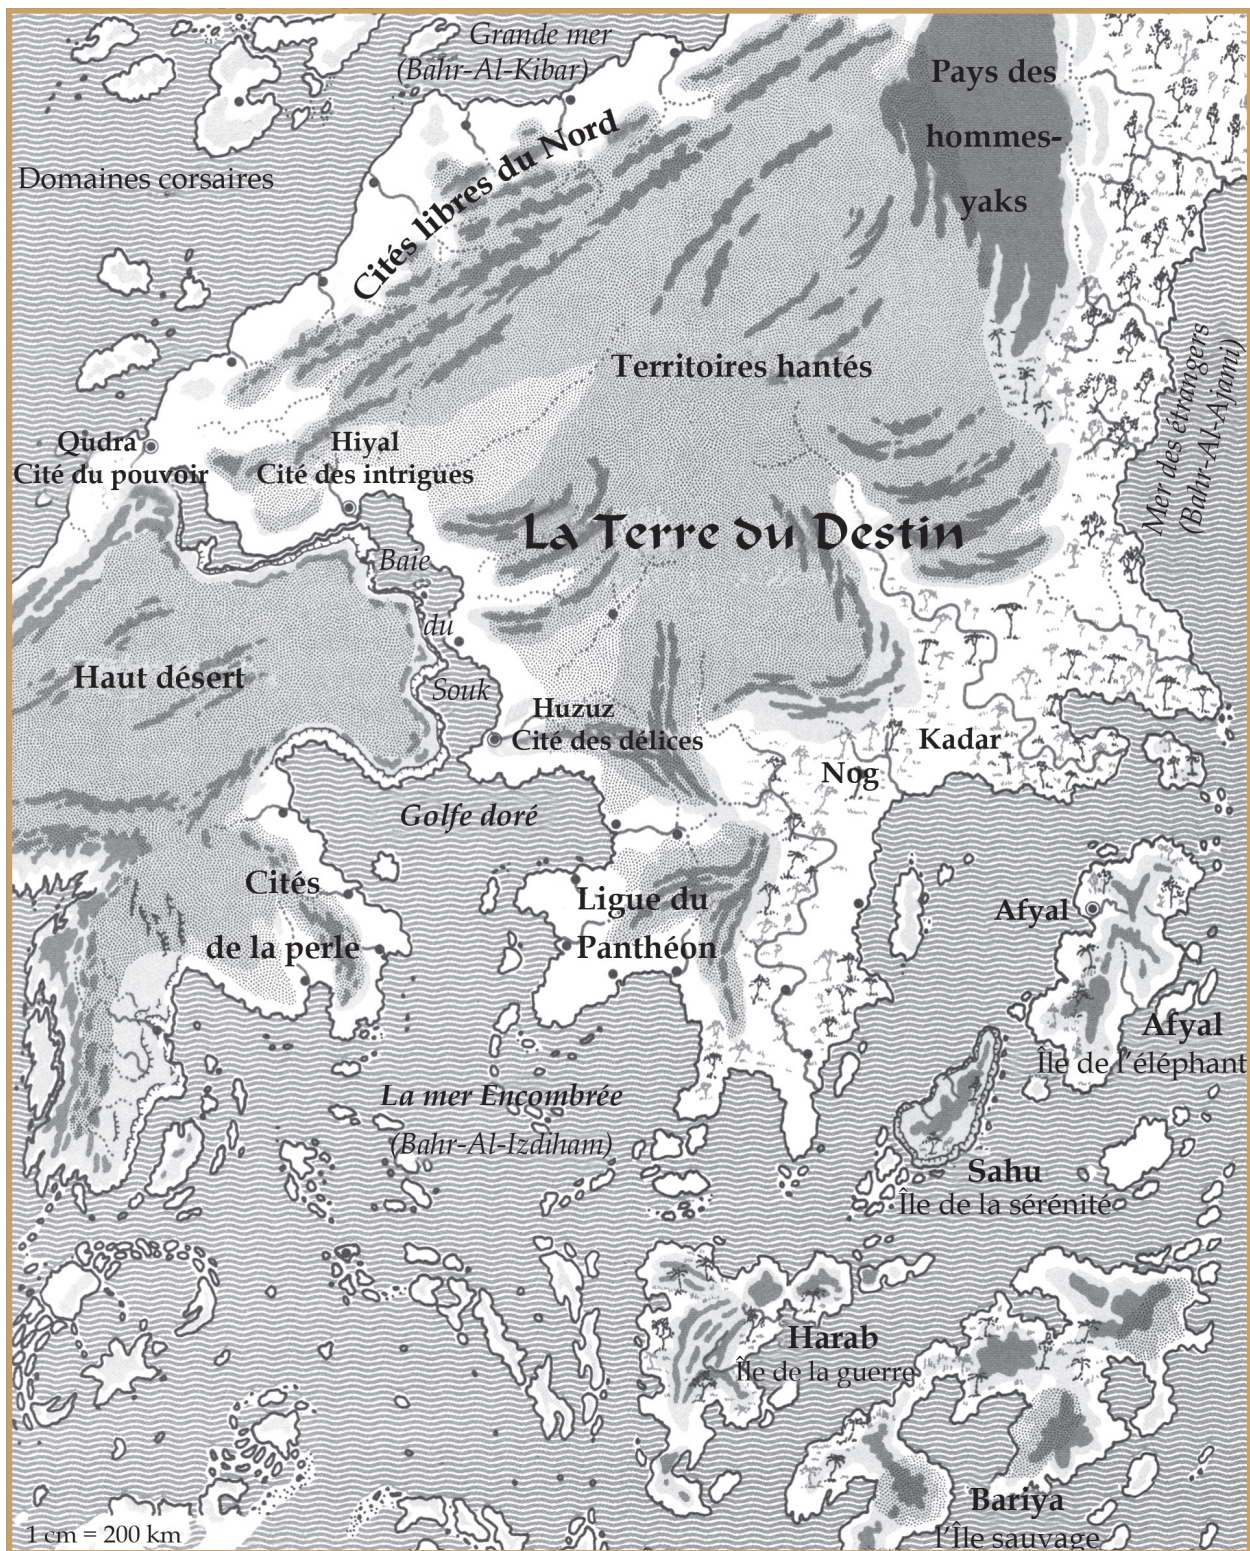 Grande mer
(Bahr-Al-Kibar)
Pays des
hommes-
yaks
Cités libres du Nord
Domaines corsaires
Mer des étrangers
(Bahr-Al-Ajami)
Territoires hantés
Qudra
Cité du pouvoir
Hiyal
Cité des intrigues
La Terre du Destin
Baie
du
Souk
Haut désert
Huzuz
Cité des délices
Kadar
Nog
Golfe doré
Cités
de la perle
Ligue du
Panthéon
Afyal
Afyal
Île de l'éléphant
La mer Encombrée
(Bahr-Al-Izdiham)
Sahu
Île de la sérénité
Harab
Île de la guerre
Bariya
l'Île sauvage
1 cm = 200 km